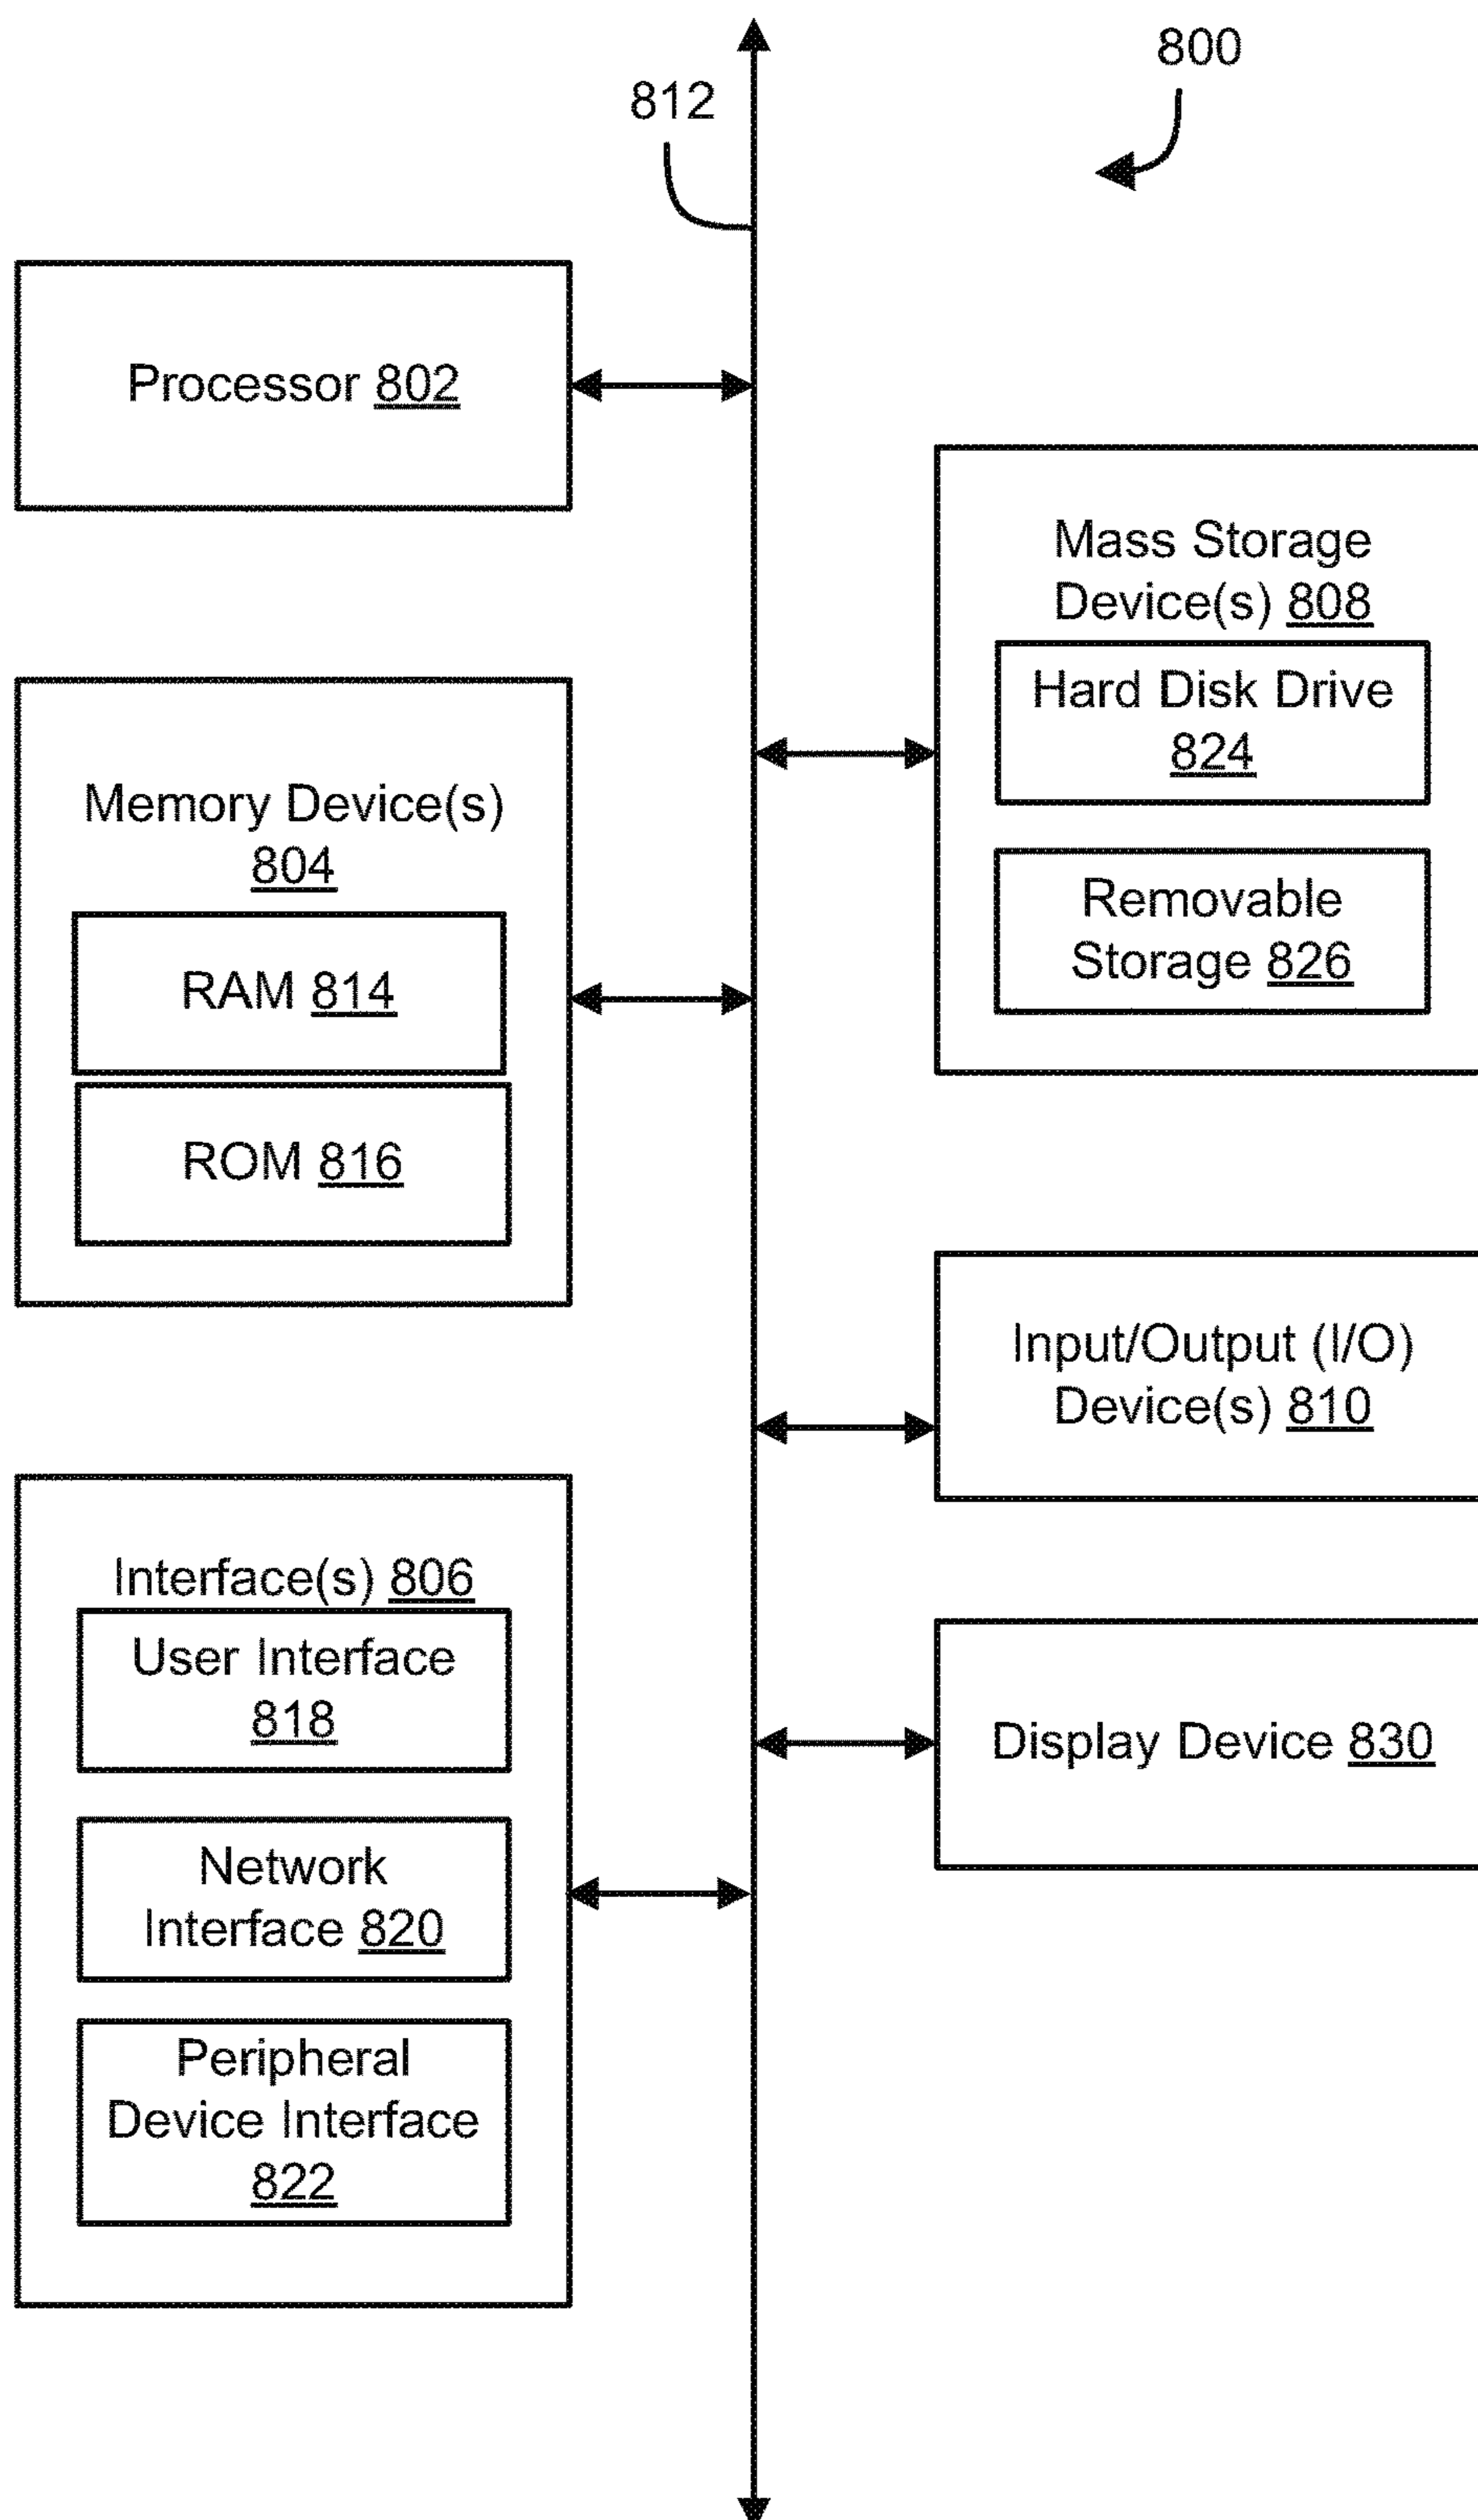 800
812
Processor 802
Mass Storage
Device(s) 808
Hard Disk Drive
824
Removable
Storage 826
Memory Device(s)
804
RAM 814
ROM 816
Input/Output (I/O)
Device(s) 810
Interface(s) 806
User Interface
818
Network
Interface 820
Peripheral
Device Interface
822
Display Device 830